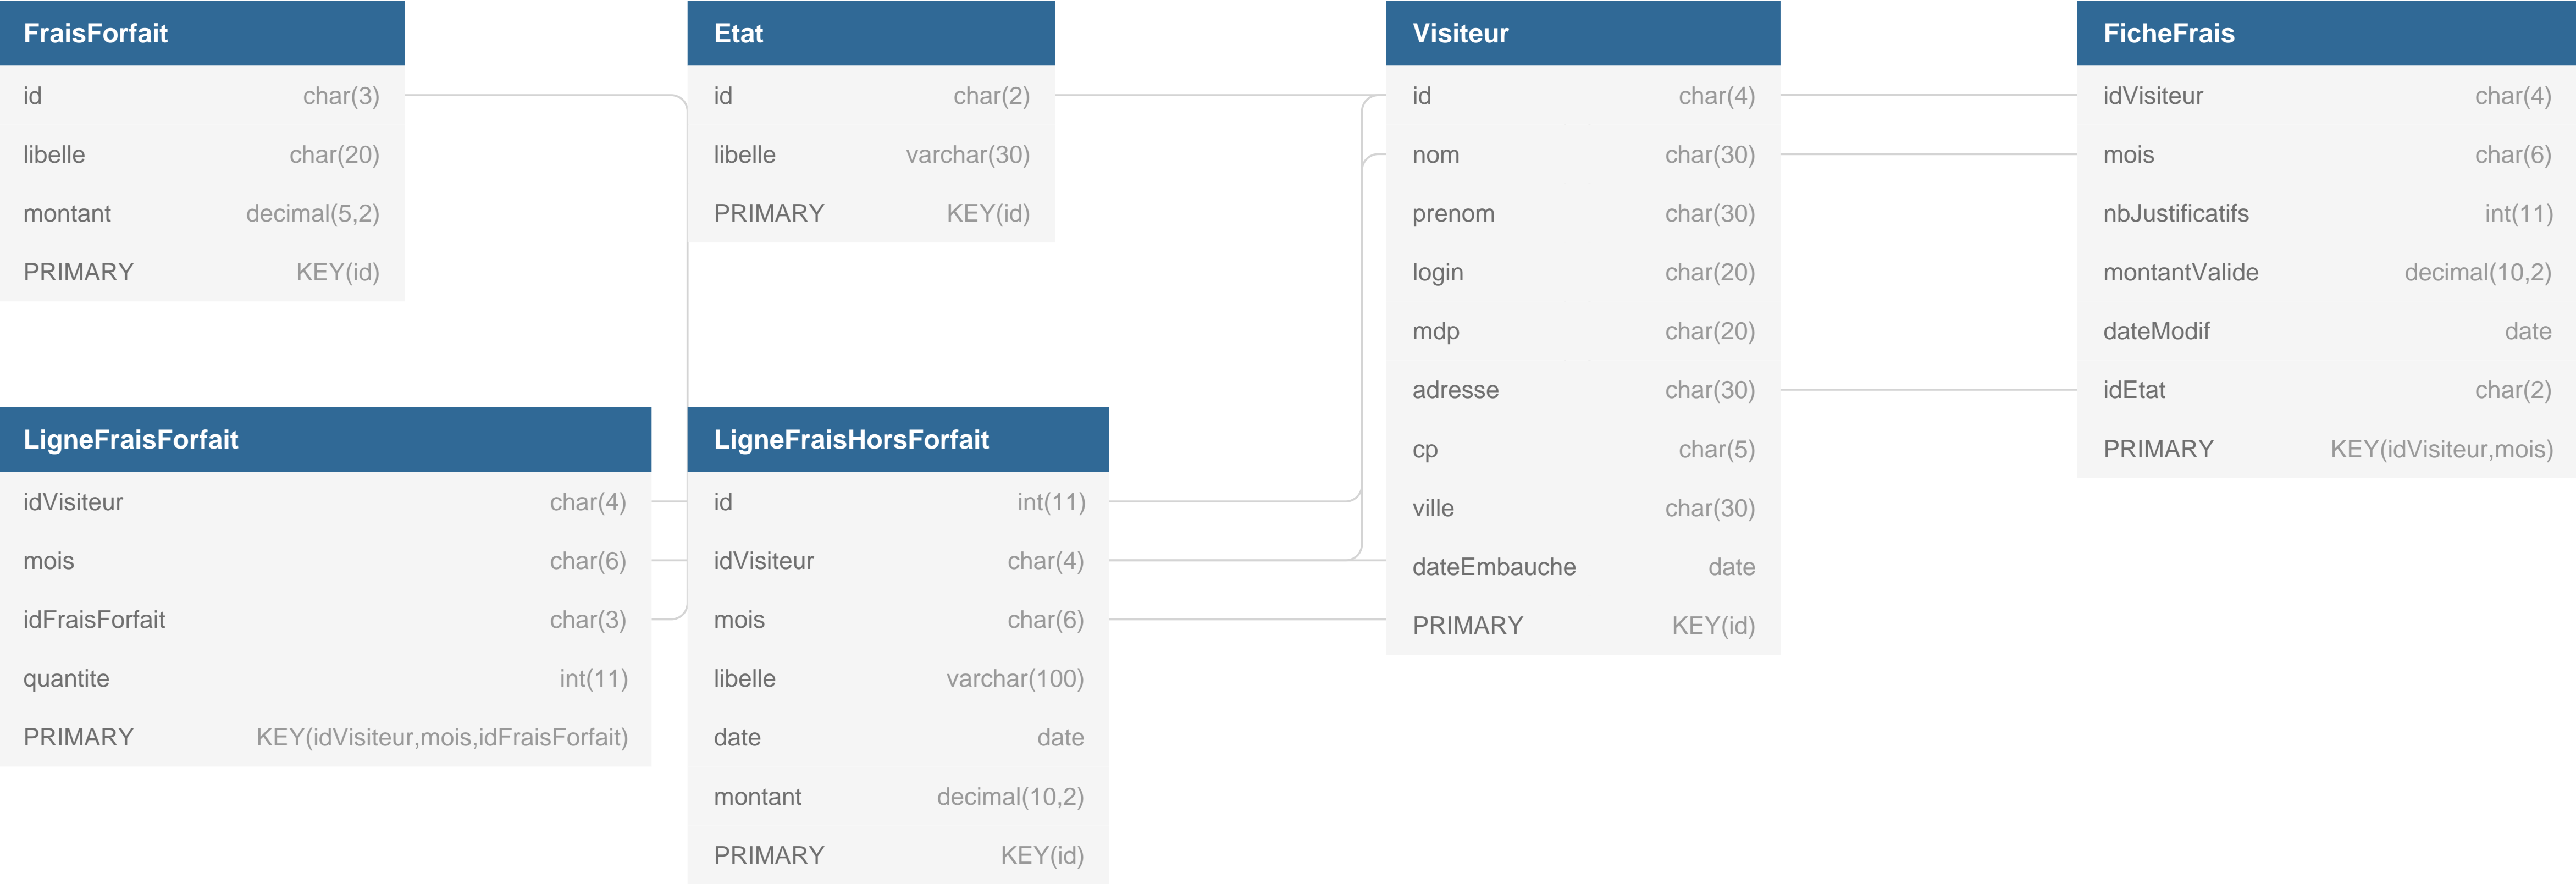 FraisForfait
id char(3)
libelle char(20)
montant decimal(5,2)
PRIMARY KEY(id)
Etat
id char(2)
libelle varchar(30)
PRIMARY KEY(id)
Visiteur
id char(4)
nom char(30)
prenom char(30)
login char(20)
mdp char(20)
adresse char(30)
cp char(5)
ville char(30)
dateEmbauche date
PRIMARY KEY(id)
FicheFrais
idVisiteur char(4)
mois char(6)
nbJustificatifs int(11)
montantValide decimal(10,2)
dateModif date
idEtat char(2)
PRIMARY KEY(idVisiteur,mois)
LigneFraisForfait
idVisiteur char(4)
mois char(6)
idFraisForfait char(3)
quantite int(11)
PRIMARY KEY(idVisiteur,mois,idFraisForfait)
LigneFraisHorsForfait
id int(11)
idVisiteur char(4)
mois char(6)
libelle varchar(100)
date date
montant decimal(10,2)
PRIMARY KEY(id)